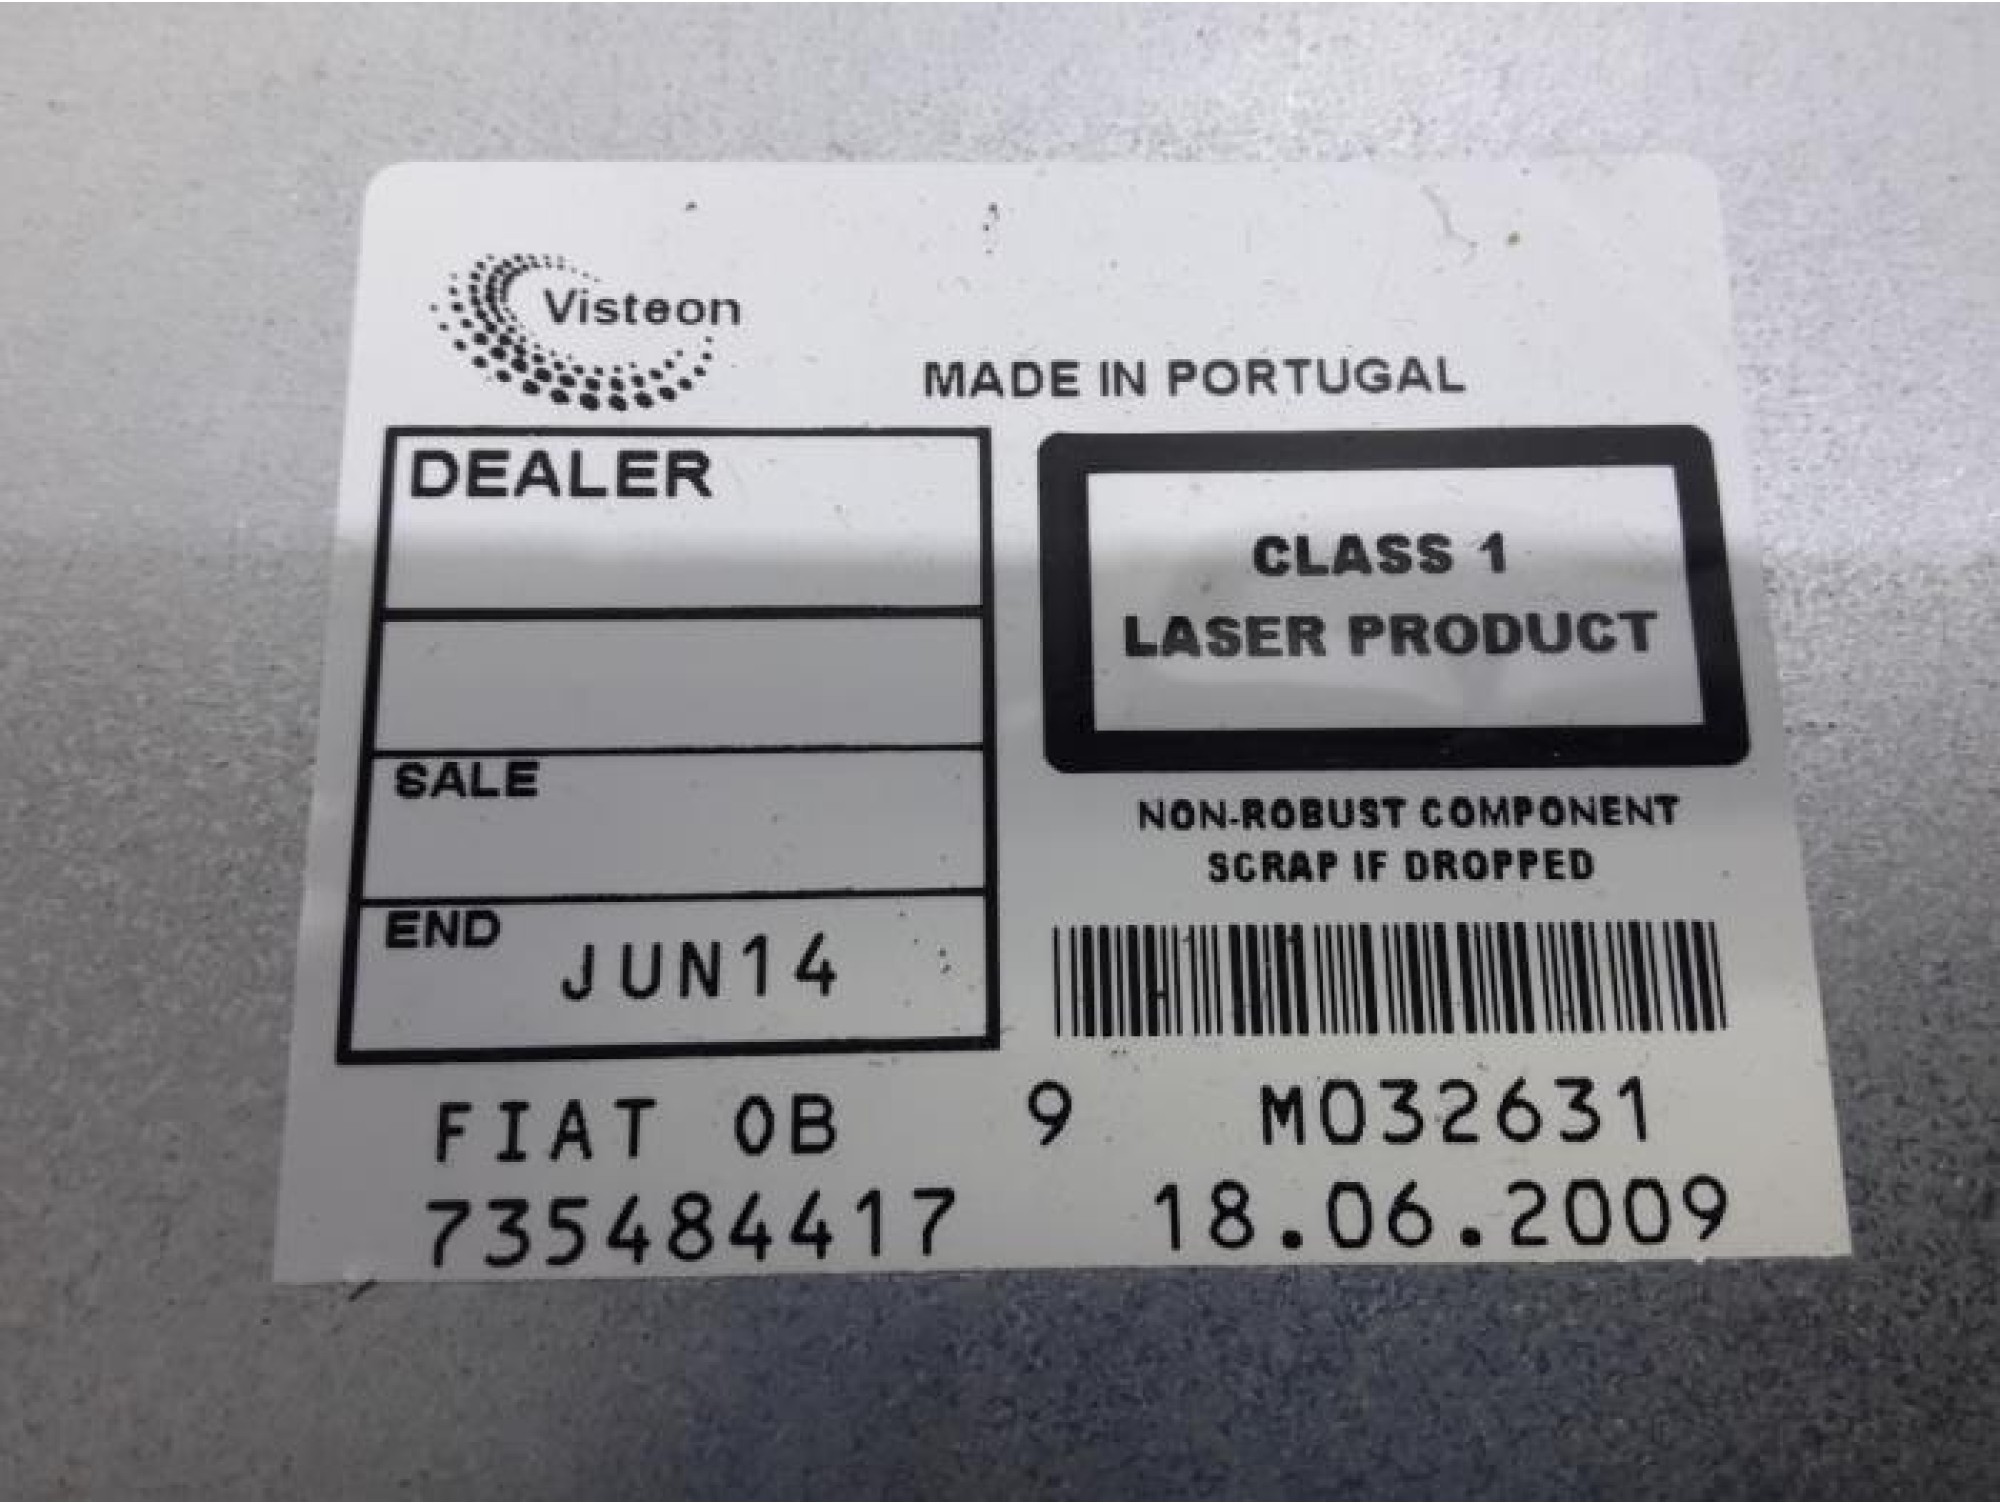 Visteon
MADE IN PORTUGAL
DEALER
CLASS 1
LASER PRODUCT
SALE
NON-ROBUST COMPONENT
SCRAP IF DROPPED
END JUN14
FIAT 0B 9 M032631
735484417 18.06.2009